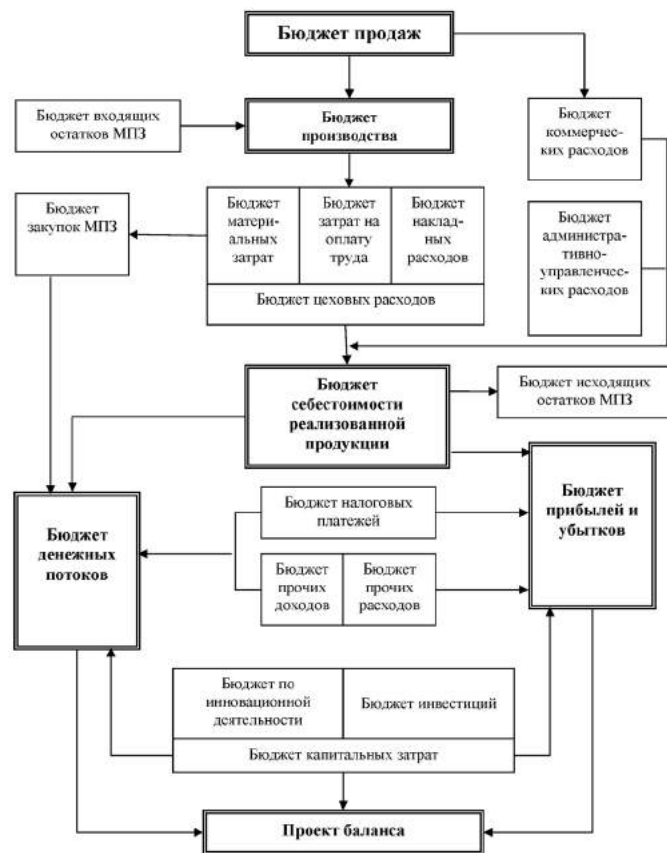 Бюджет продаж
Бюджет входящих
остатков МПЗ
Бюджет
производства
Бюджет
коммерчес-
ких расходов
Бюджет
закупок МПЗ
Бюджет
матери-
альных
затрат
Бюджет
затрат на
оплату
труда
Бюджет
наклад-
ных
расходов
Бюджет
администра-
тивно-
управленчес-
ких расходов
Бюджет цеховых расходов
Бюджет
себестоимости
реализованной
продукции
Бюджет исходящих
остатков МПЗ
Бюджет
денежных
потоков
Бюджет налоговых
платежей
Бюджет
прибылей и
убытков
Бюджет
прочих
доходов
Бюджет
прочих
расходов
Бюджет по
инновационной
деятельности
Бюджет инвестиций
Бюджет капитальных затрат
Проект баланса